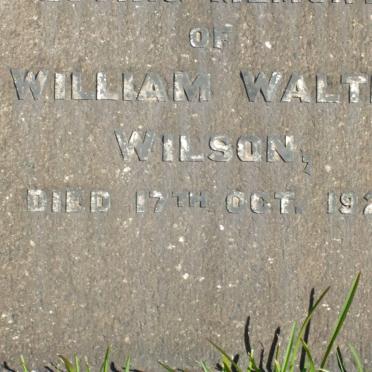 OF
WILLIAM
WILSON,
DIED 17TH OCT.